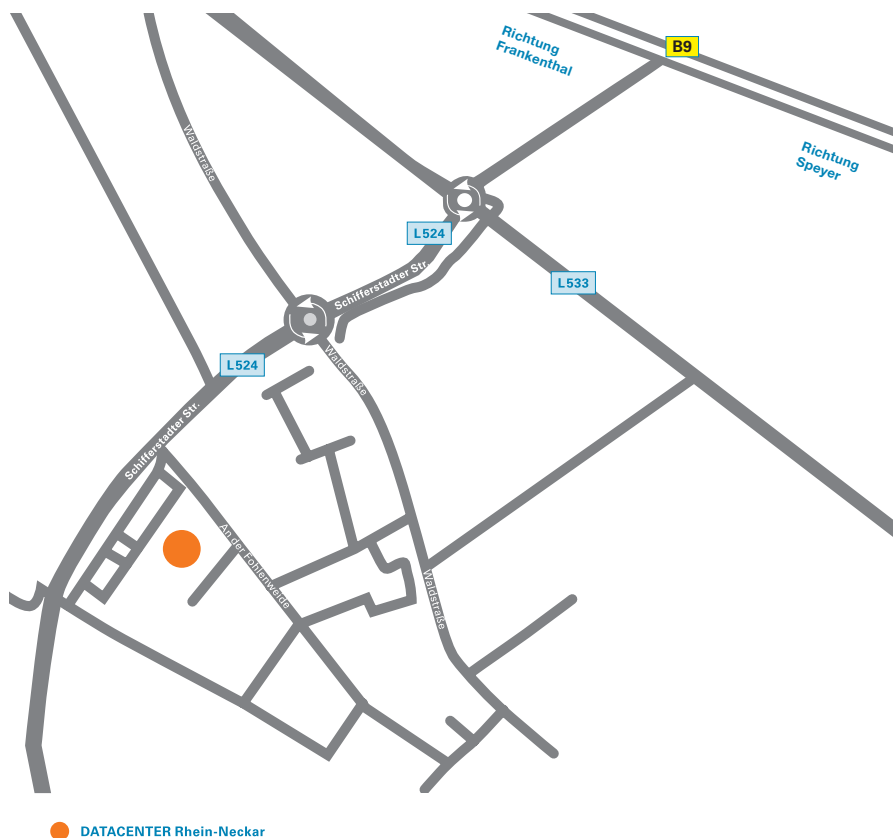 Richtung
Frankenthal
B9
Richtung
Speyer
Waldstraße
L524
Schifferstadter Str.
L533
L524
Waldstraße
Schifferstadter Str.
An der Fohlenweide
Waldstraße
DATACENTER Rhein-Neckar